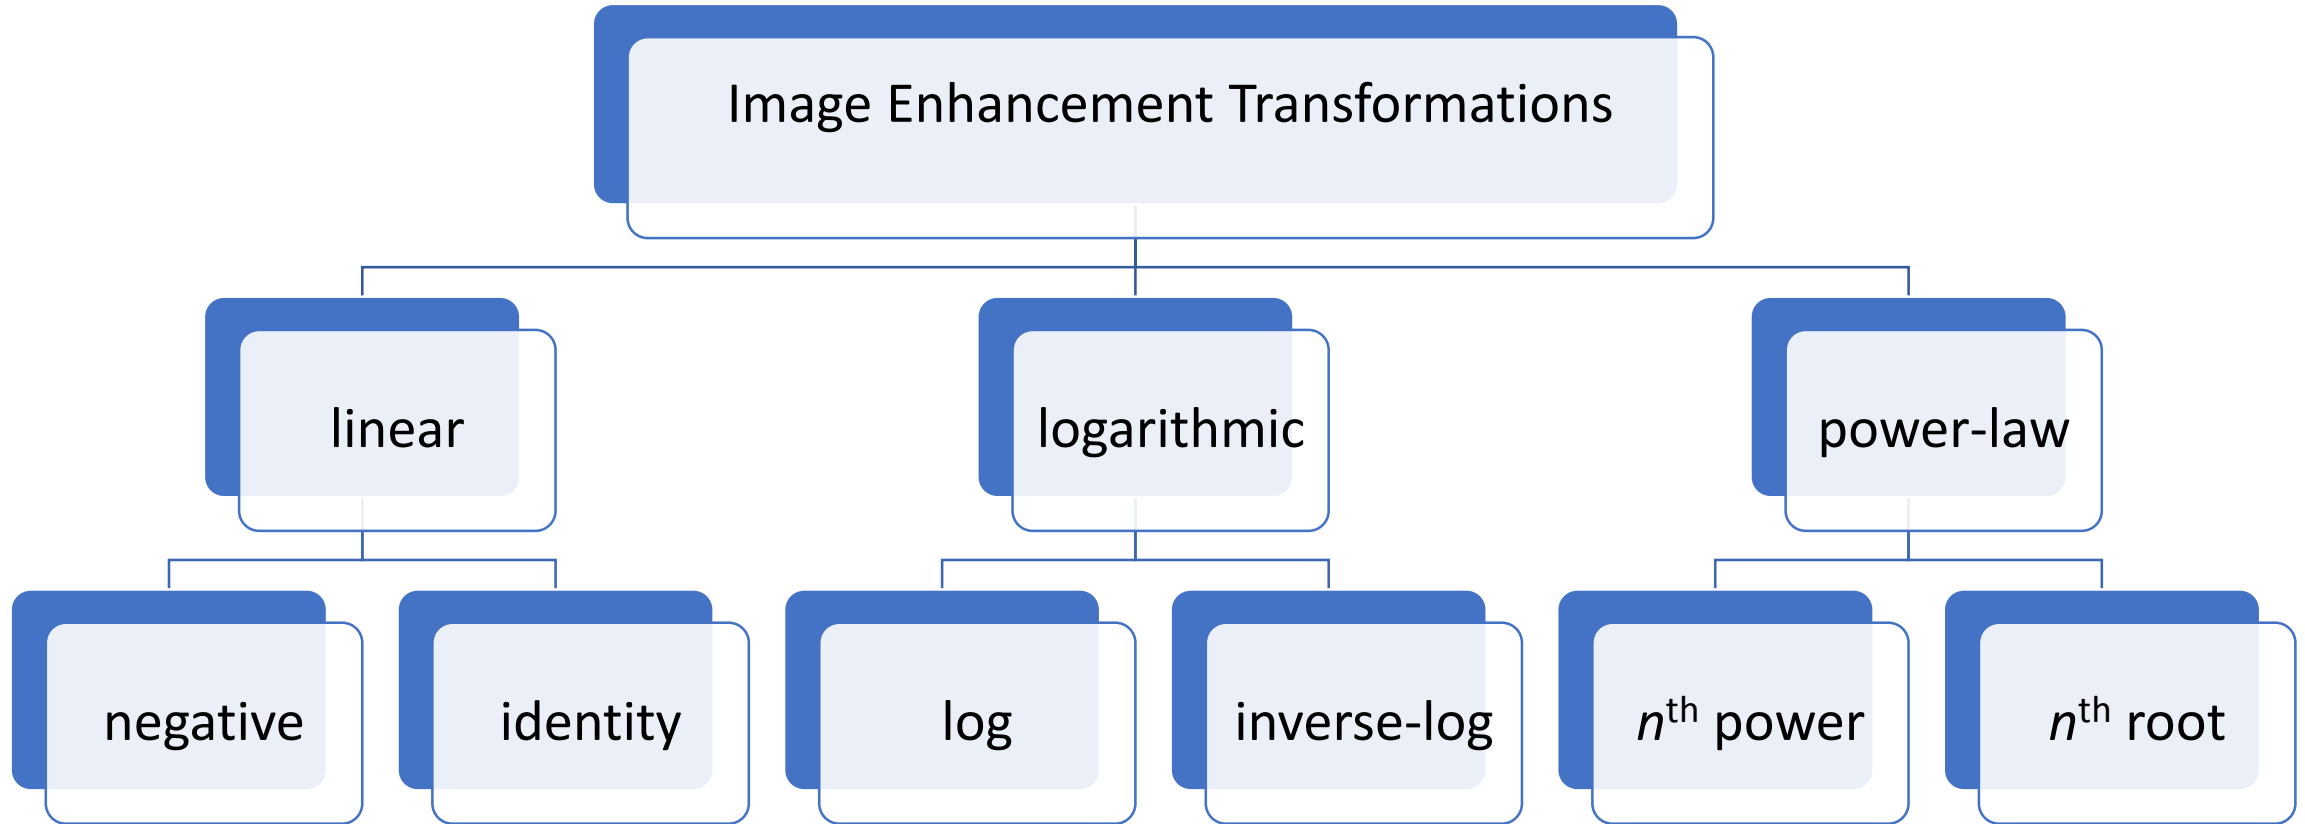 Image Enhancement Transformations
linear
logarithmic
power-law
negative
identity
log
inverse-log
nth power
nth root